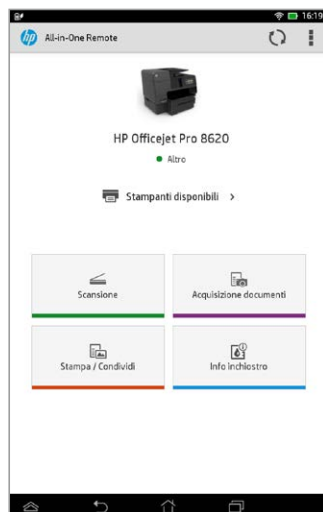 16:19
hp All-in-One Remote
HP Officejet Pro 8620
Altro
Stampanti disponibili >
Scansione
Acquisizione documenti
Stampa / Condividi
Info inchiostro